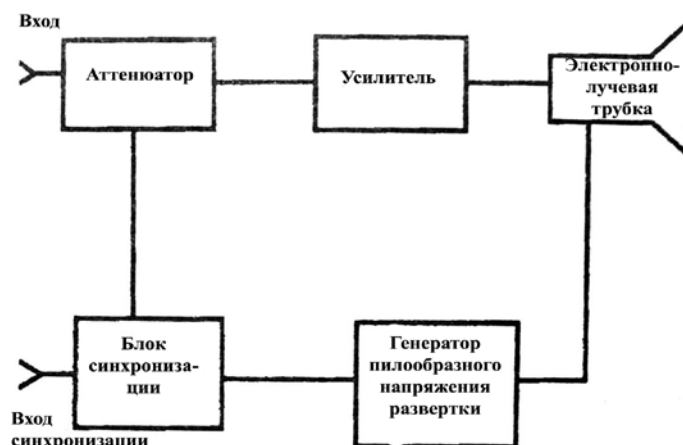 Вход
Аттенюатор
Усилитель
Электронно-
лучевая
трубка
Блок
синхрониза-
ции
Генератор
пилообразного
напряжения
развертки
Вход
синхронизации